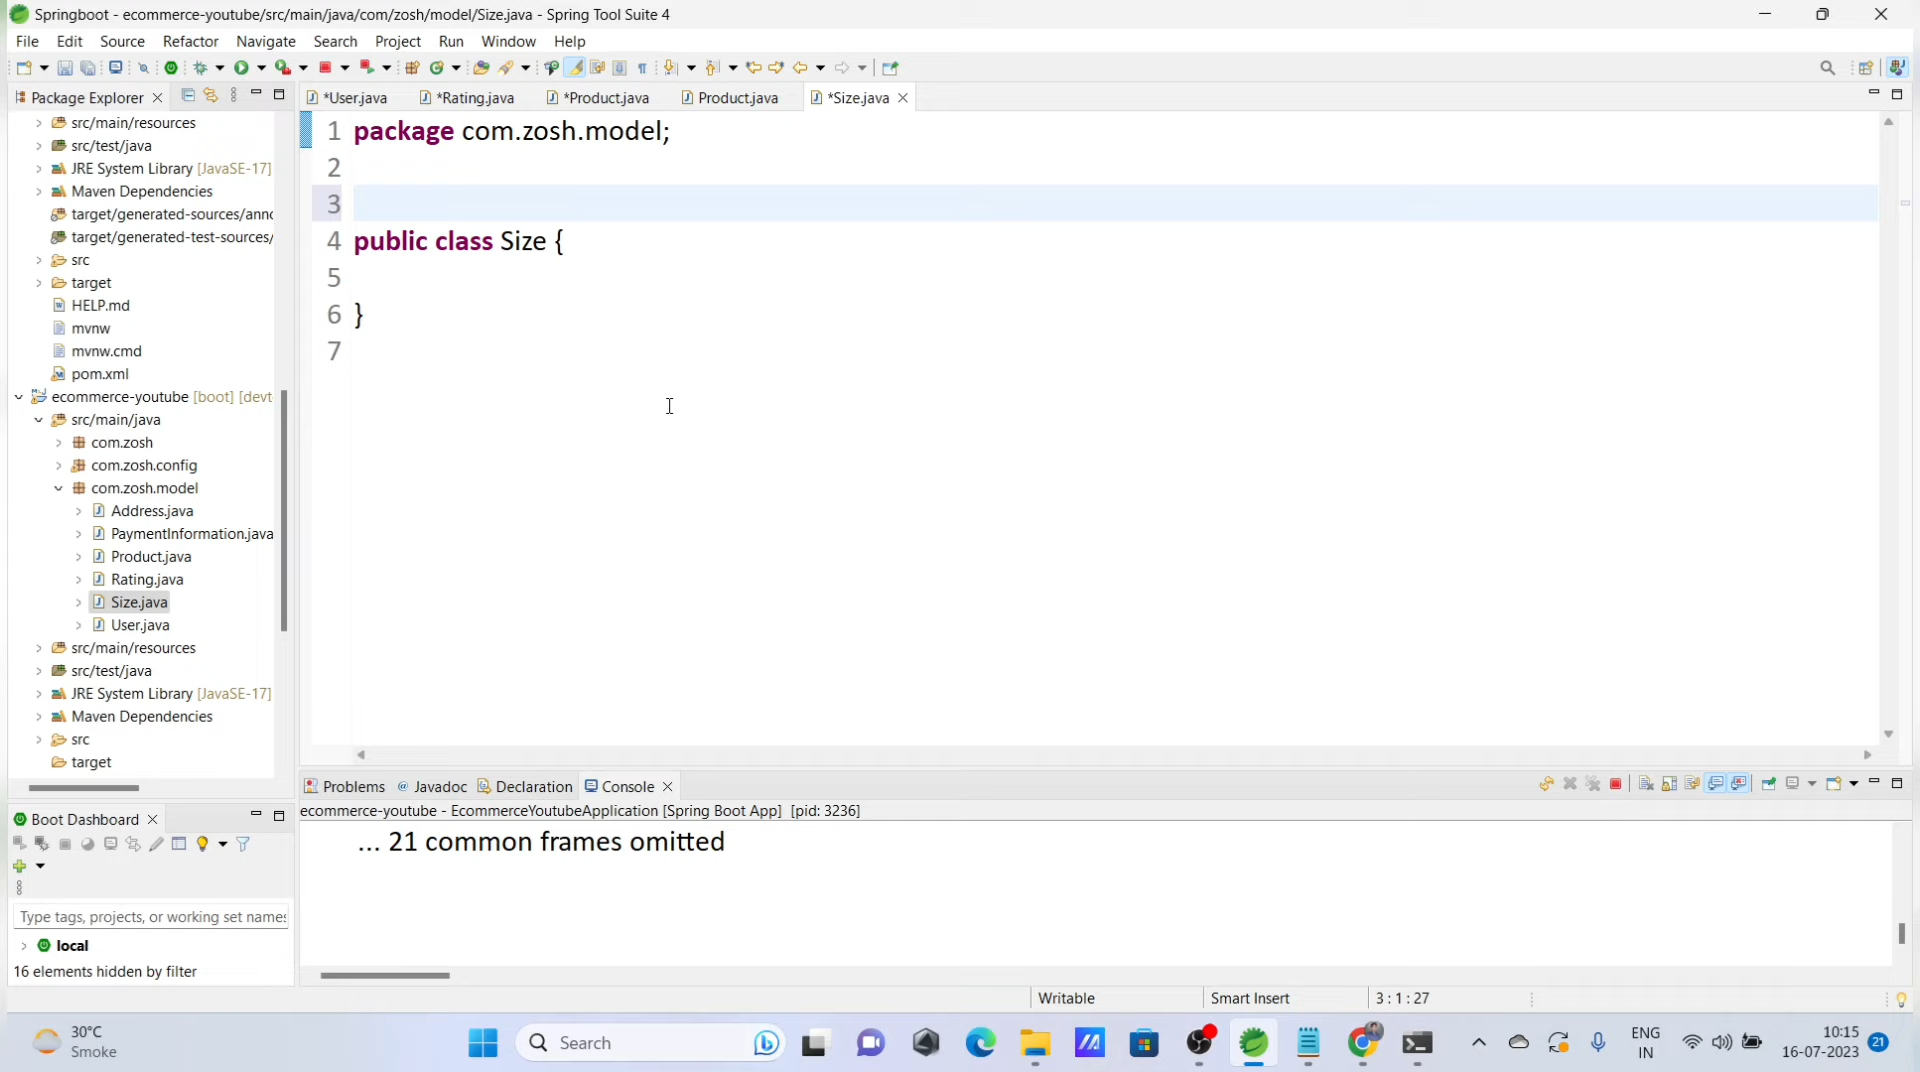 Springboot - ecommerce-youtube/src/main/java/com/zosh/model/Size.java - Spring Tool Suite 4
File Edit Source Refactor Navigate Search Project Run Window Help
Package Explorer
src/main/resources
src/test/java
JRE System Library [JavaSE-17]
Maven Dependencies
target/generated-sources/anno
target/generated-test-sources/
src
target
HELP.md
mvnw
mvnw.cmd
pom.xml
ecommerce-youtube [boot] [devt
src/main/java
com.zosh
com.zosh.config
com.zosh.model
Address.java
PaymentInformation.java
Product.java
Rating.java
Size.java
User.java
src/main/resources
src/test/java
JRE System Library [JavaSE-17]
Maven Dependencies
src
target
*User.java *Rating.java *Product.java Product.java *Size.java
1 package com.zosh.model;
2
3
4 public class Size {
5
6 }
7
Problems @ Javadoc Declaration Console
ecommerce-youtube - EcommerceYoutubeApplication [Spring Boot App] [pid: 3236]
... 21 common frames omitted
Boot Dashboard
Type tags, projects, or working set names
local
16 elements hidden by filter
Writable Smart Insert 3 : 1 : 27
30°C
Smoke
Search
ENG
IN
10:15
16-07-2023
21